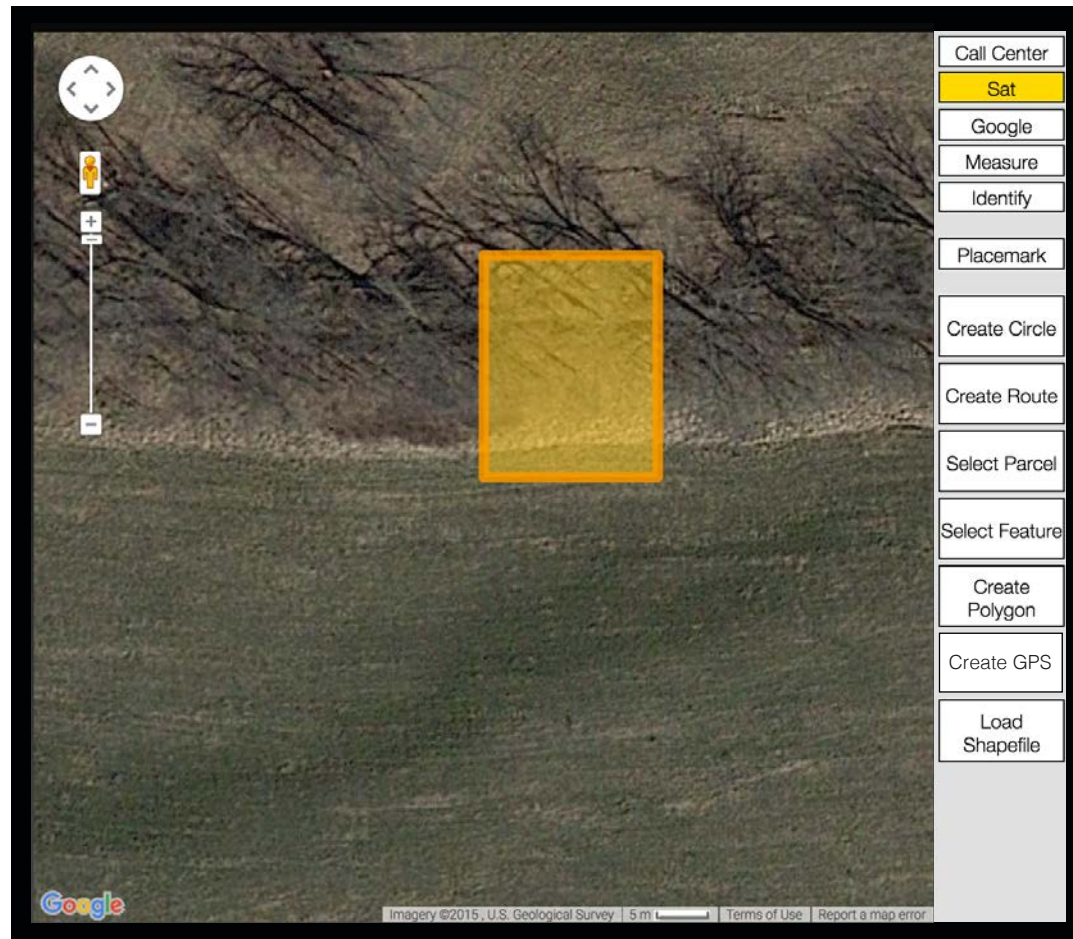 Call Center
Sat
Google
Measure
Identify
Placemark
Create Circle
Create Route
Select Parcel
Select Feature
Create
Polygon
Create GPS
Load
Shapefile
Google
Imagery ©2015 , U.S. Geological Survey 5 m Terms of Use Report a map error